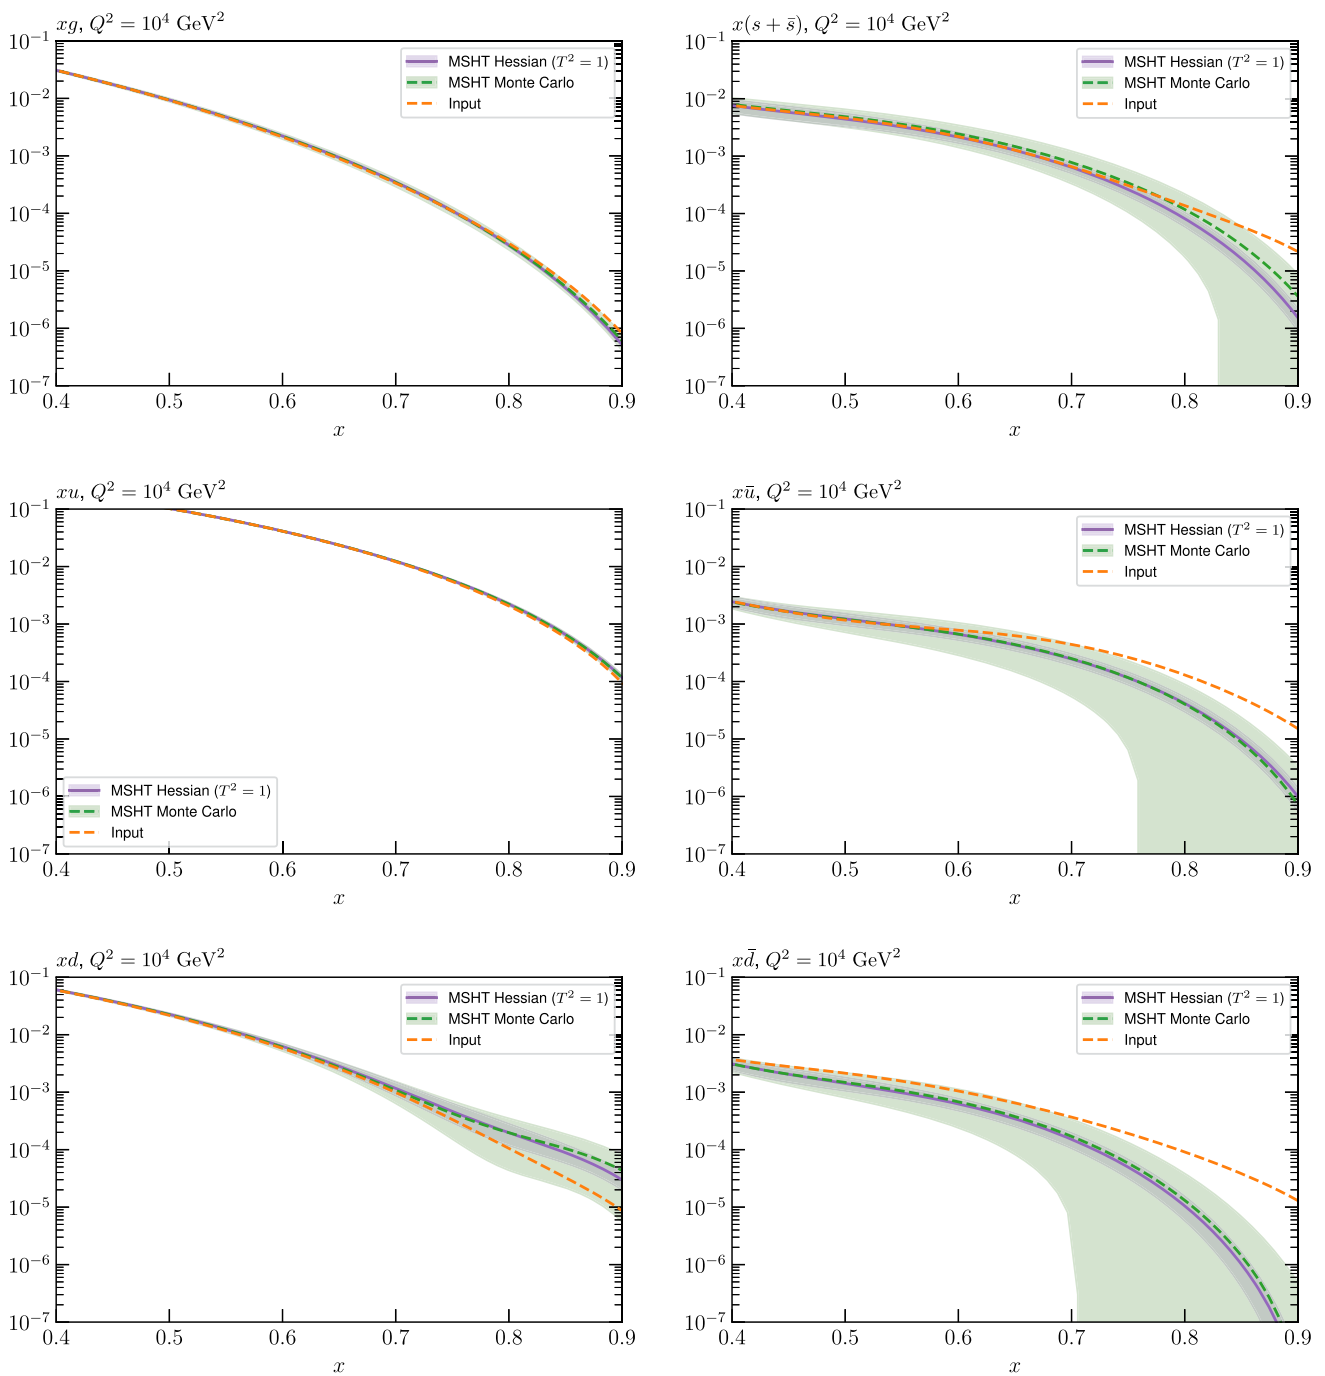 xg, Q² = 10⁴ GeV²
10⁻¹
10⁻²
10⁻³
10⁻⁴
10⁻⁵
10⁻⁶
10⁻⁷
MSHT Hessian (T² = 1)
MSHT Monte Carlo
Input
0.4 0.5 0.6 0.7 0.8 0.9
x
x(s + s̄), Q² = 10⁴ GeV²
10⁻¹
10⁻²
10⁻³
10⁻⁴
10⁻⁵
10⁻⁶
10⁻⁷
MSHT Hessian (T² = 1)
MSHT Monte Carlo
Input
0.4 0.5 0.6 0.7 0.8 0.9
x
xu, Q² = 10⁴ GeV²
10⁻¹
10⁻²
10⁻³
10⁻⁴
10⁻⁵
10⁻�6
10⁻⁷
MSHT Hessian (T² = 1)
MSHT Monte Carlo
Input
0.4 0.5 0.6 0.7 0.8 0.9
x
xū, Q² = 10⁴ GeV²
10⁻¹
10⁻²
10⁻³
10⁻⁴
10⁻⁵
10⁻⁶
10⁻⁷
MSHT Hessian (T² = 1)
MSHT Monte Carlo
Input
0.4 0.5 0.6 0.7 0.8 0.9
x
xd, Q² = 10⁴ GeV²
10⁻¹
10⁻²
10⁻³
10⁻⁴
10⁻⁵
10⁻⁶
10⁻⁷
MSHT Hessian (T² = 1)
MSHT Monte Carlo
Input
0.4 0.5 0.6 0.7 0.8 0.9
x
xd̄, Q² = 10⁴ GeV²
10⁻¹
10⁻²
10⁻³
10⁻⁴
10⁻⁵
10⁻⁶
10⁻⁷
MSHT Hessian (T² = 1)
MSHT Monte Carlo
Input
0.4 0.5 0.6 0.7 0.8 0.9
x